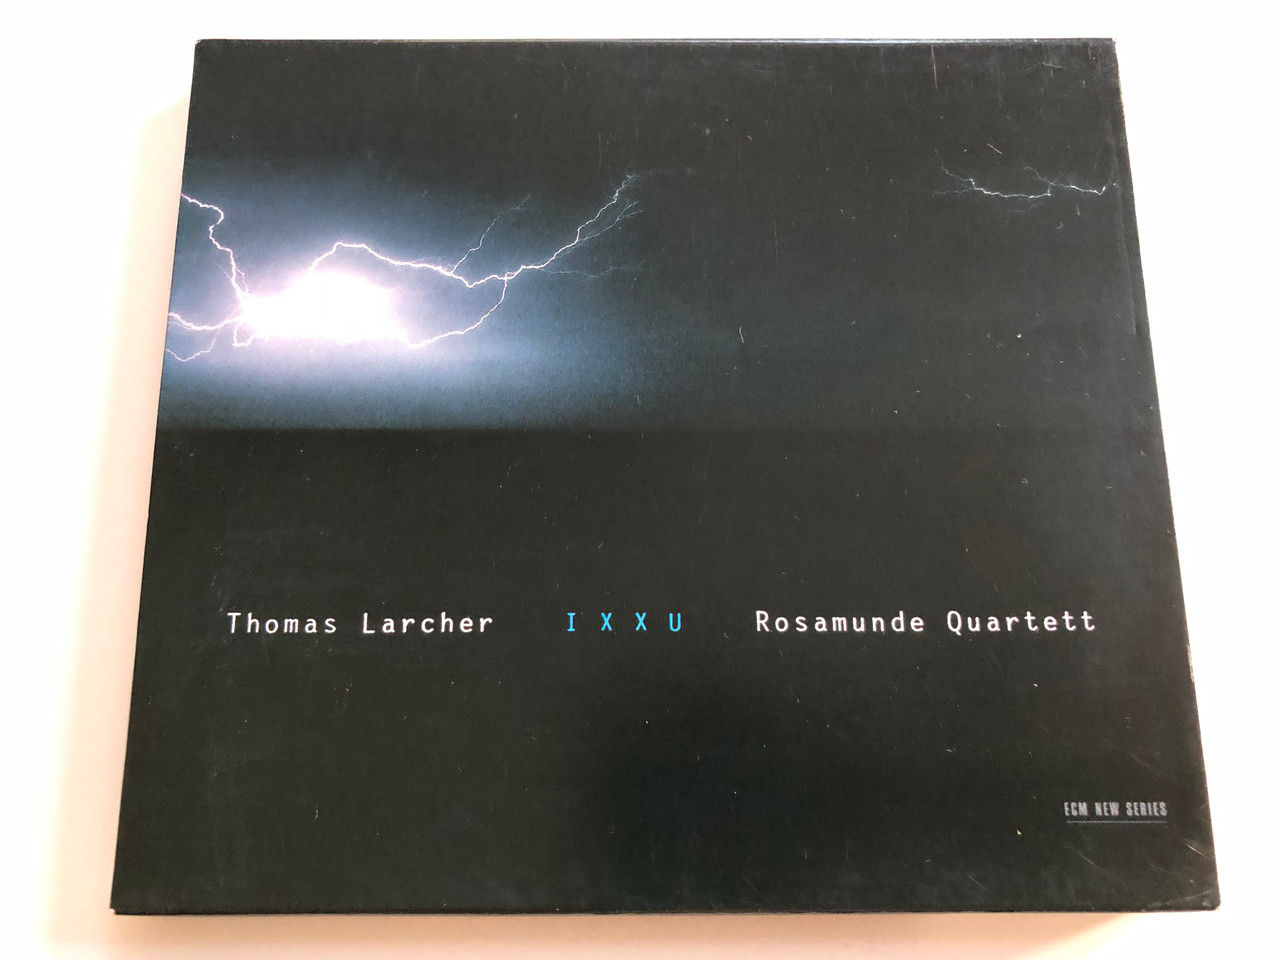 Thomas Larcher I X X U Rosamunde Quartett
ECM NEW SERIES